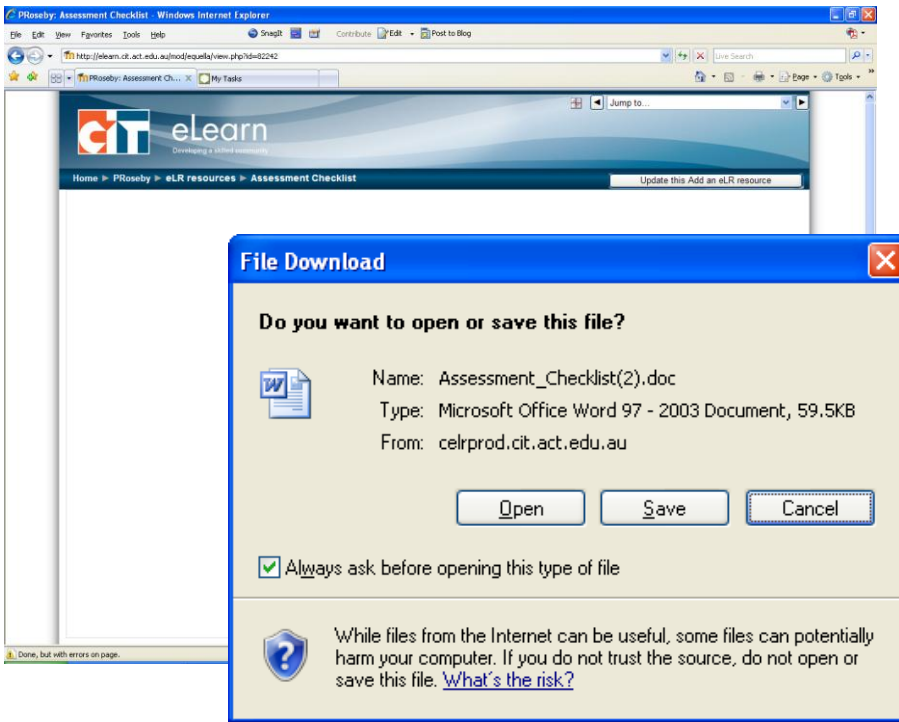 PRoseby: Assessment Checklist - Windows Internet Explorer
File Edit View Favorites Tools Help SnagIt Contribute Edit Post to Blog
http://elearn.cit.act.edu.au/mod/equella/view.php?id=82242 Live Search
PRoseby: Assessment Ch... X My Tasks Page Tools
Jump to...
CIT eLearn
Developing a skilled community
Home PRoseby eLR resources Assessment Checklist Update this Add an eLR resource
File Download
Do you want to open or save this file?
Name: Assessment_Checklist(2).doc
Type: Microsoft Office Word 97 - 2003 Document, 59.5KB
From: celrprod.cit.act.edu.au
Open Save Cancel
Always ask before opening this type of file
While files from the Internet can be useful, some files can potentially
harm your computer. If you do not trust the source, do not open or
save this file. What's the risk?
Done, but with errors on page.